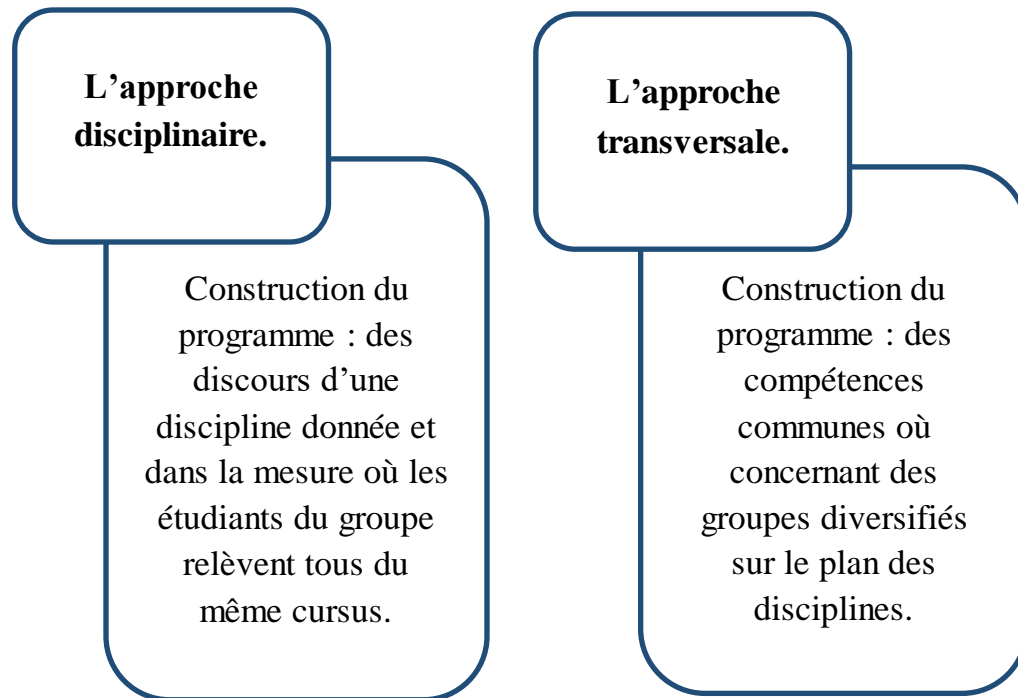 L’approche
disciplinaire.
Construction du
programme : des
discours d’une
discipline donnée et
dans la mesure où les
étudiants du groupe
relèvent tous du
même cursus.
L’approche
transversale.
Construction du
programme : des
compétences
communes où
concernant des
groupes diversifiés
sur le plan des
disciplines.